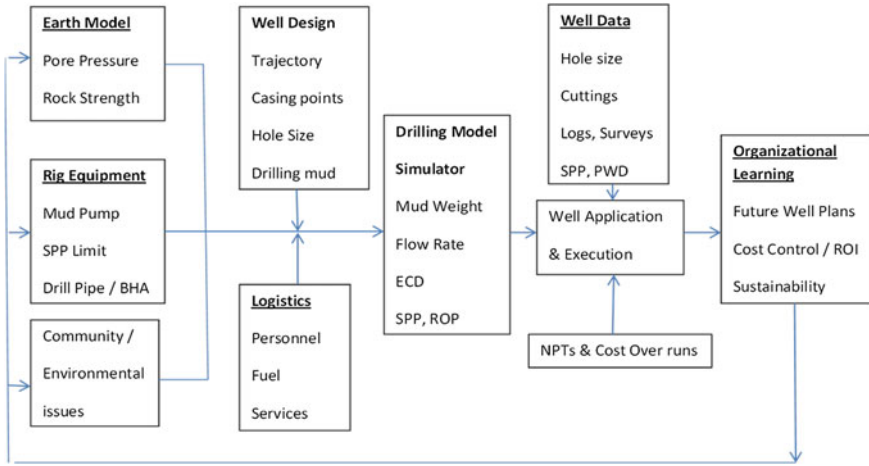 Earth Model
Pore Pressure
Rock Strength
Rig Equipment
Mud Pump
SPP Limit
Drill Pipe / BHA
Community /
Environmental
issues
Well Design
Trajectory
Casing points
Hole Size
Drilling mud
Logistics
Personnel
Fuel
Services
Drilling Model
Simulator
Mud Weight
Flow Rate
ECD
SPP, ROP
Well Data
Hole size
Cuttings
Logs, Surveys
SPP, PWD
Well Application
& Execution
NPTs & Cost Over runs
Organizational
Learning
Future Well Plans
Cost Control / ROI
Sustainability